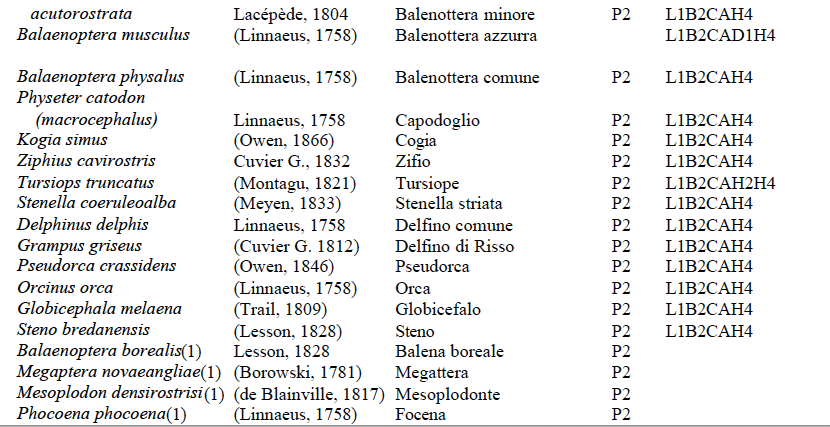 acutorostrata Lacépède, 1804 Balenottera minore P2 L1B2CAH4
Balaenoptera musculus (Linnaeus, 1758) Balenottera azzurra L1B2CAD1H4
Balaenoptera physalus (Linnaeus, 1758) Balenottera comune P2 L1B2CAH4
Physeter catodon
(macrocephalus) Linnaeus, 1758 Capodoglio P2 L1B2CAH4
Kogia simus (Owen, 1866) Cogia P2 L1B2CAH4
Ziphius cavirostris Cuvier G., 1832 Zifio P2 L1B2CAH4
Tursiops truncatus (Montagu, 1821) Tursiope P2 L1B2CAH2H4
Stenella coeruleoalba (Meyen, 1833) Stenella striata P2 L1B2CAH4
Delphinus delphis Linnaeus, 1758 Delfino comune P2 L1B2CAH4
Grampus griseus (Cuvier G. 1812) Delfino di Risso P2 L1B2CAH4
Pseudorca crassidens (Owen, 1846) Pseudorca P2 L1B2CAH4
Orcinus orca (Linnaeus, 1758) Orca P2 L1B2CAH4
Globicephala melaena (Trail, 1809) Globicefalo P2 L1B2CAH4
Steno bredanensis (Lesson, 1828) Steno P2 L1B2CAH4
Balaenoptera borealis(1) Lesson, 1828 Balena boreale P2
Megaptera novaeangliae(1) (Borowski, 1781) Megattera P2
Mesoplodon densirostrisi(1) (de Blainville, 1817) Mesoplodonte P2
Phocoena phocoena(1) (Linnaeus, 1758) Focena P2